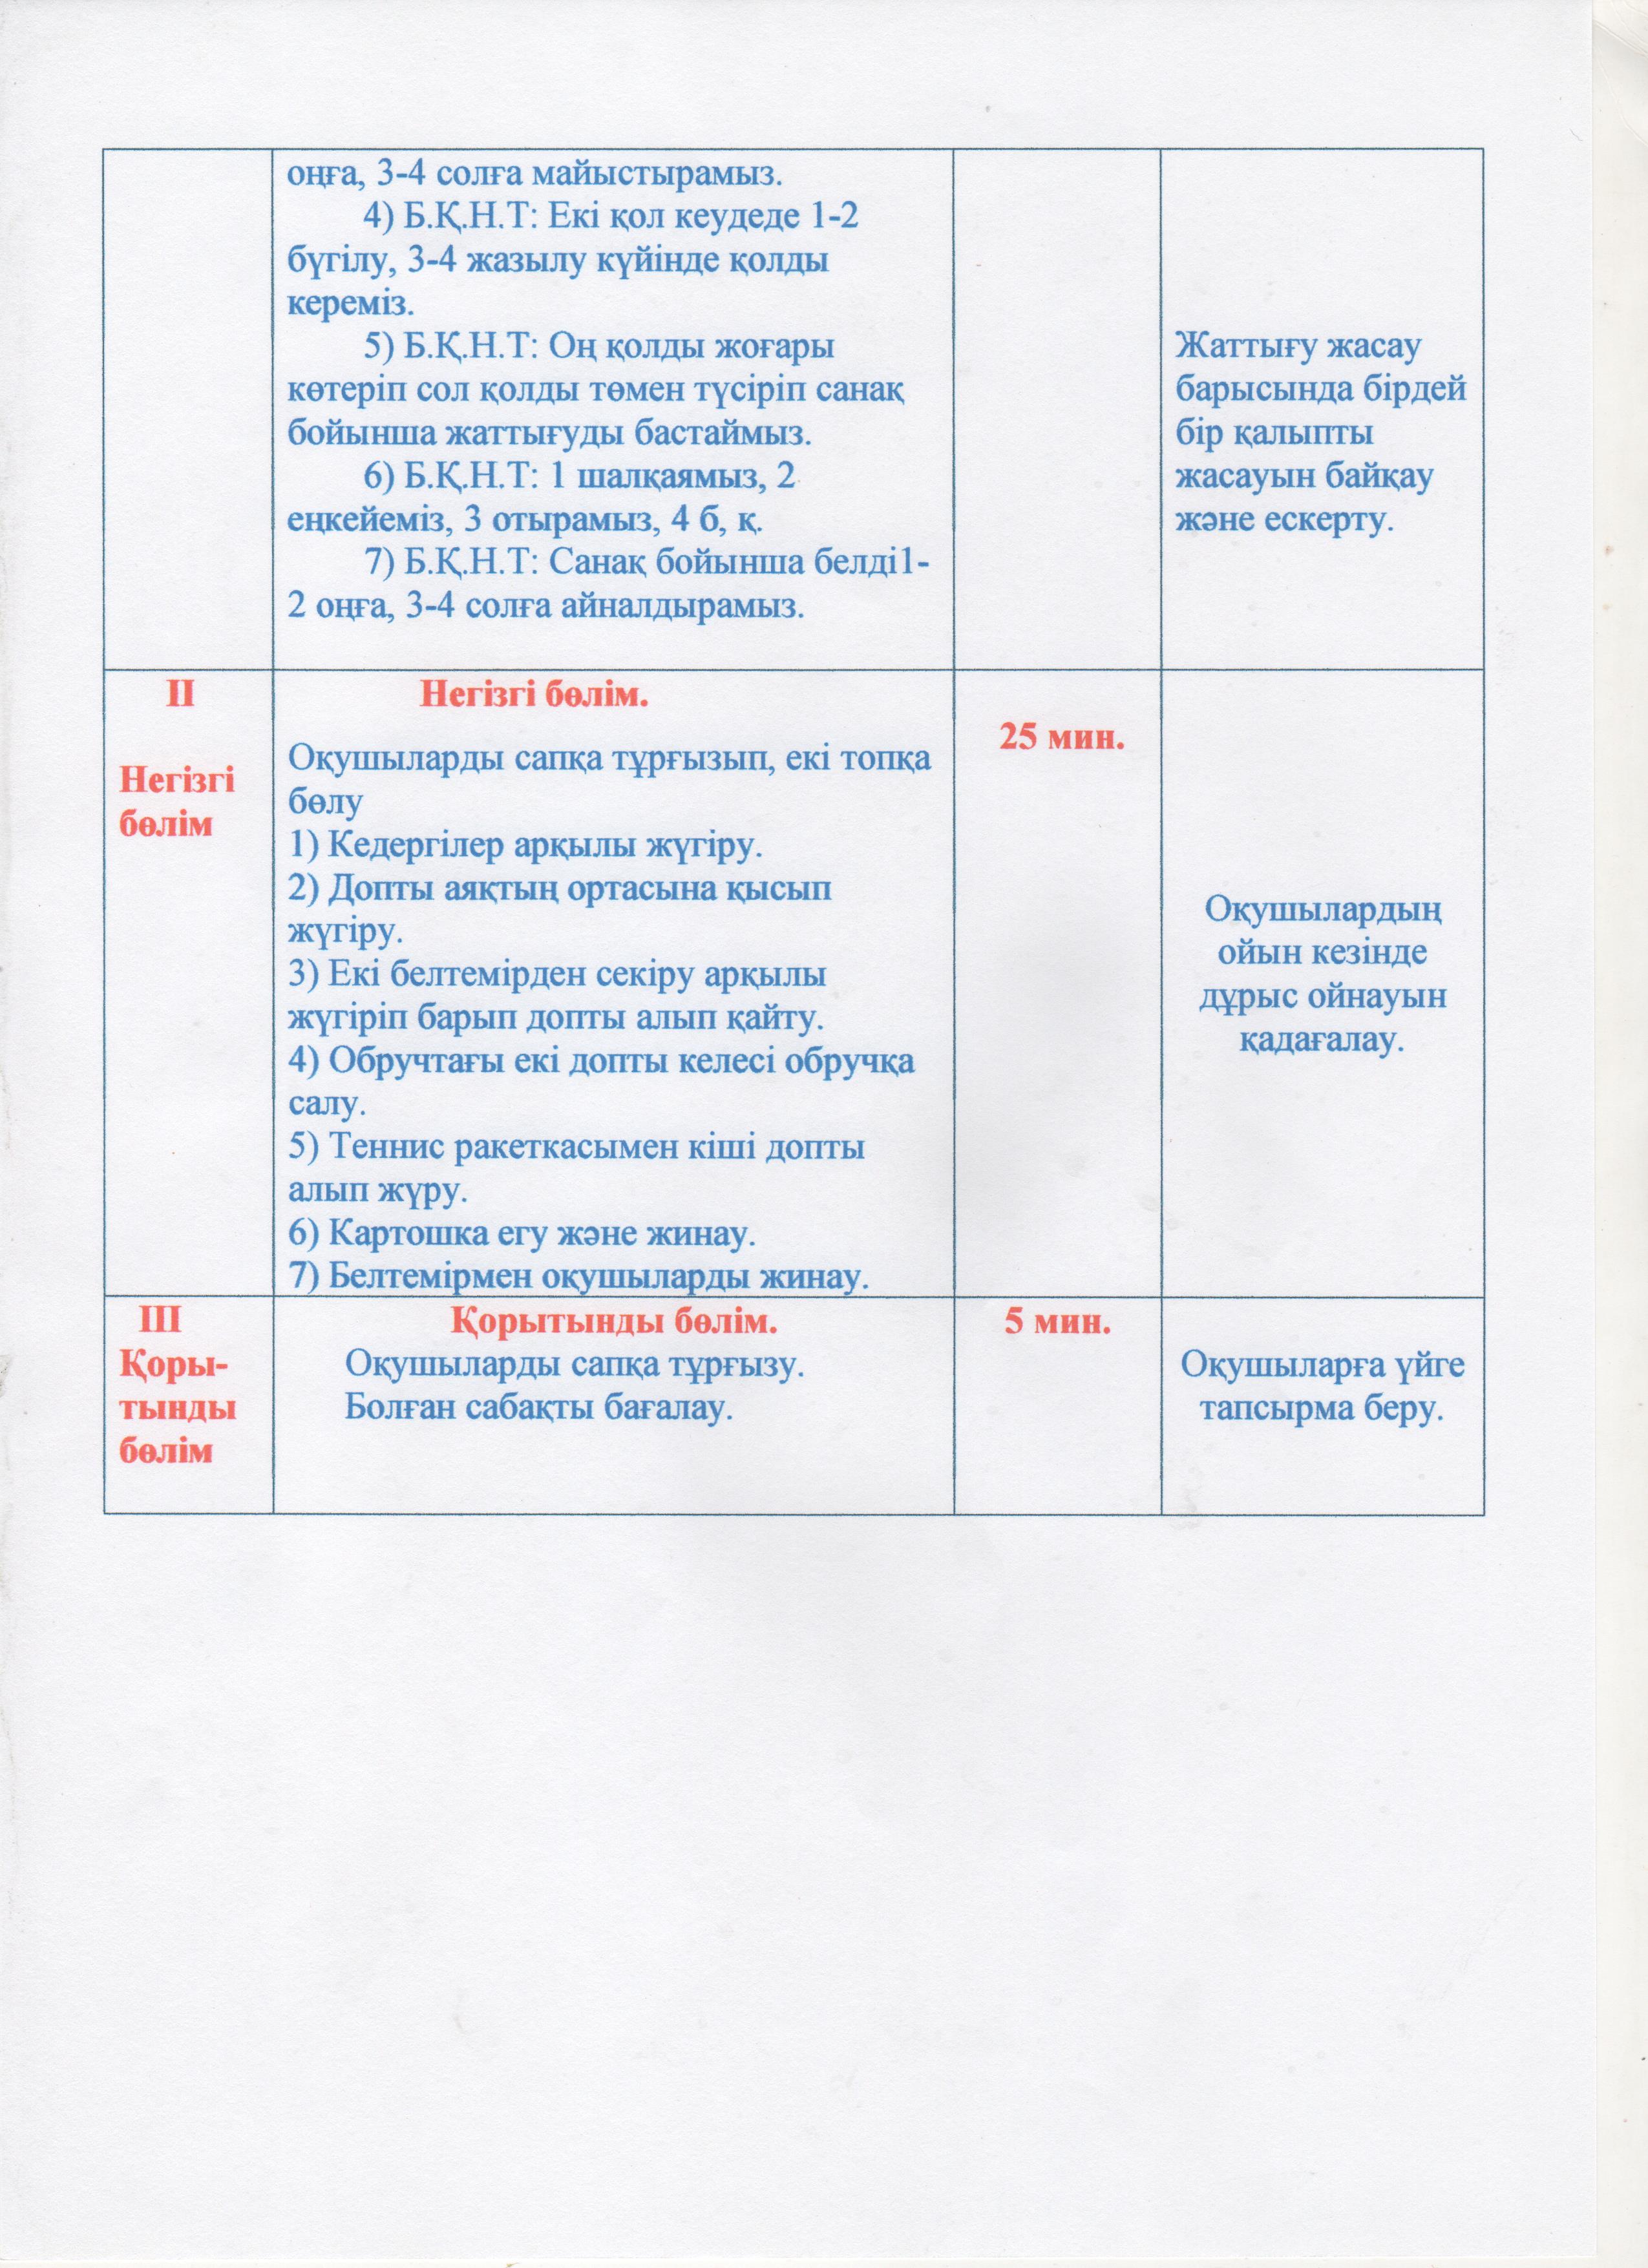 оңға, 3-4 солға майыстырамыз.
4) Б.Қ.Н.Т: Екі қол кеудеде 1-2
бүгілу, 3-4 жазылу күйінде қолды
кереміз.
5) Б.Қ.Н.Т: Оң қолды жоғары
көтеріп сол қолды төмен түсіріп санақ
бойынша жаттығуды бастаймыз.
6) Б.Қ.Н.Т: 1 шалқаямыз, 2
еңкейеміз, 3 отырамыз, 4 б, қ.
7) Б.Қ.Н.Т: Санақ бойынша белді1-
2 оңға, 3-4 солға айналдырамыз.
Жаттығу жасау
барысында бірдей
бір қалыпты
жасауын байқау
және ескерту.
II
Негізгі
бөлім
Негізгі бөлім.
Оқушыларды сапқа тұрғызып, екі топқа
бөлу
1) Кедергілер арқылы жүгіру.
2) Допты аяқтың ортасына қысып
жүгіру.
3) Екі белтемірден секіру арқылы
жүгіріп барып допты алып қайту.
4) Обручтағы екі допты келесі обручқа
салу.
5) Теннис ракеткасымен кіші допты
алып жүру.
6) Картошка егу және жинау.
7) Белтемірмен оқушыларды жинау.
25 мин.
Оқушылардың
ойын кезінде
дұрыс ойнауын
қадағалау.
III
Қоры-
тынды
бөлім
Қорытынды бөлім.
Оқушыларды сапқа тұрғызу.
Болған сабақты бағалау.
5 мин.
Оқушыларға үйге
тапсырма беру.